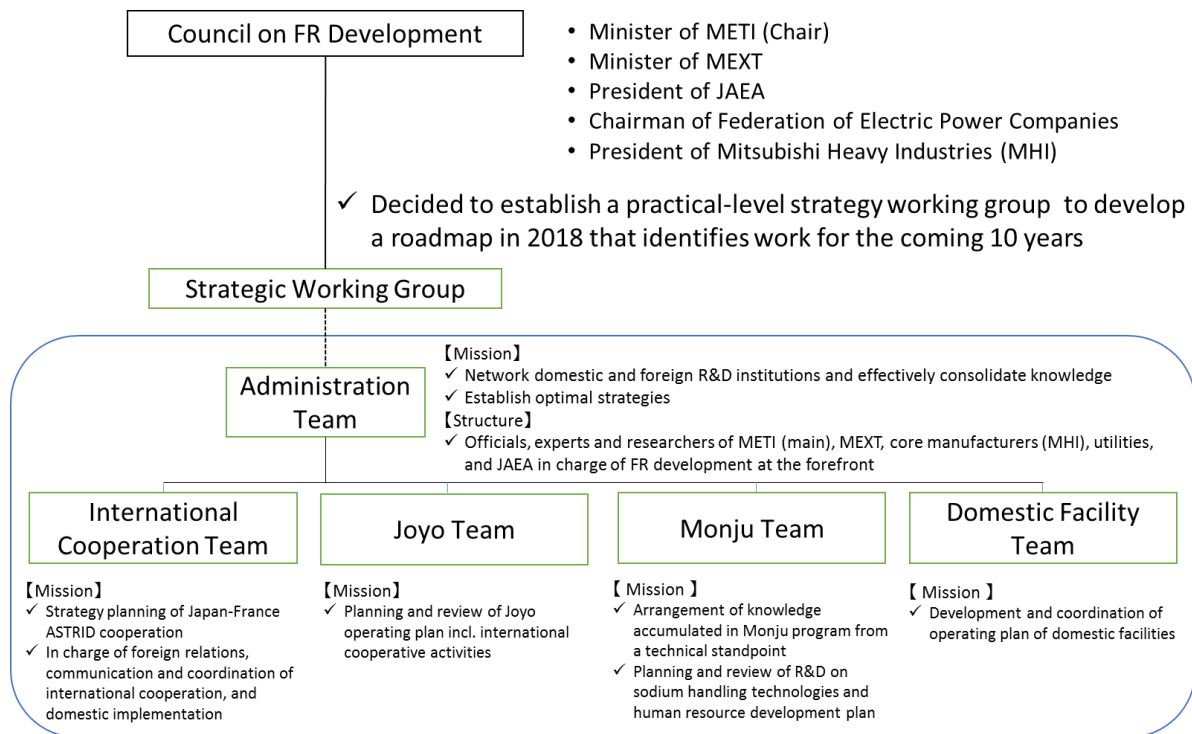 Council on FR Development
• Minister of METI (Chair)
• Minister of MEXT
• President of JAEA
• Chairman of Federation of Electric Power Companies
• President of Mitsubishi Heavy Industries (MHI)
✓ Decided to establish a practical-level strategy working group to develop
a roadmap in 2018 that identifies work for the coming 10 years
Strategic Working Group
Administration
Team
【Mission】
✓ Network domestic and foreign R&D institutions and effectively consolidate knowledge
✓ Establish optimal strategies
【Structure】
✓ Officials, experts and researchers of METI (main), MEXT, core manufacturers (MHI), utilities,
and JAEA in charge of FR development at the forefront
International
Cooperation Team
【Mission】
✓ Strategy planning of Japan-France
ASTRID cooperation
✓ In charge of foreign relations,
communication and coordination of
international cooperation, and
domestic implementation
Joyo Team
【Mission】
✓ Planning and review of Joyo
operating plan incl. international
cooperative activities
Monju Team
【Mission 】
✓ Arrangement of knowledge
accumulated in Monju program from
a technical standpoint
✓ Planning and review of R&D on
sodium handling technologies and
human resource development plan
Domestic Facility
Team
【 Mission 】
✓ Development and coordination of
operating plan of domestic facilities